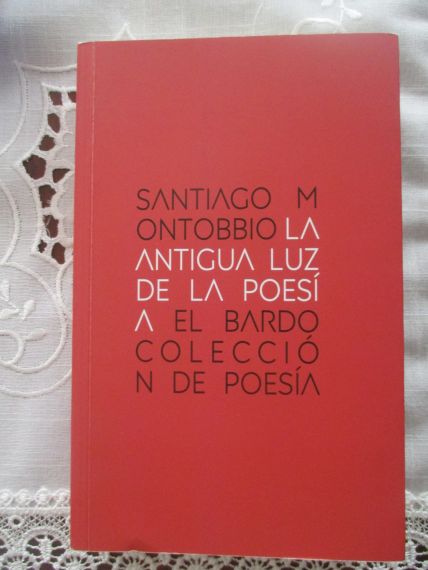 SANTIAGO M
ONTOBBIO LA
ANTIGUA LUZ
DE LA POESÍ
A EL BARDO
COLECCIÓ
N DE POESÍA